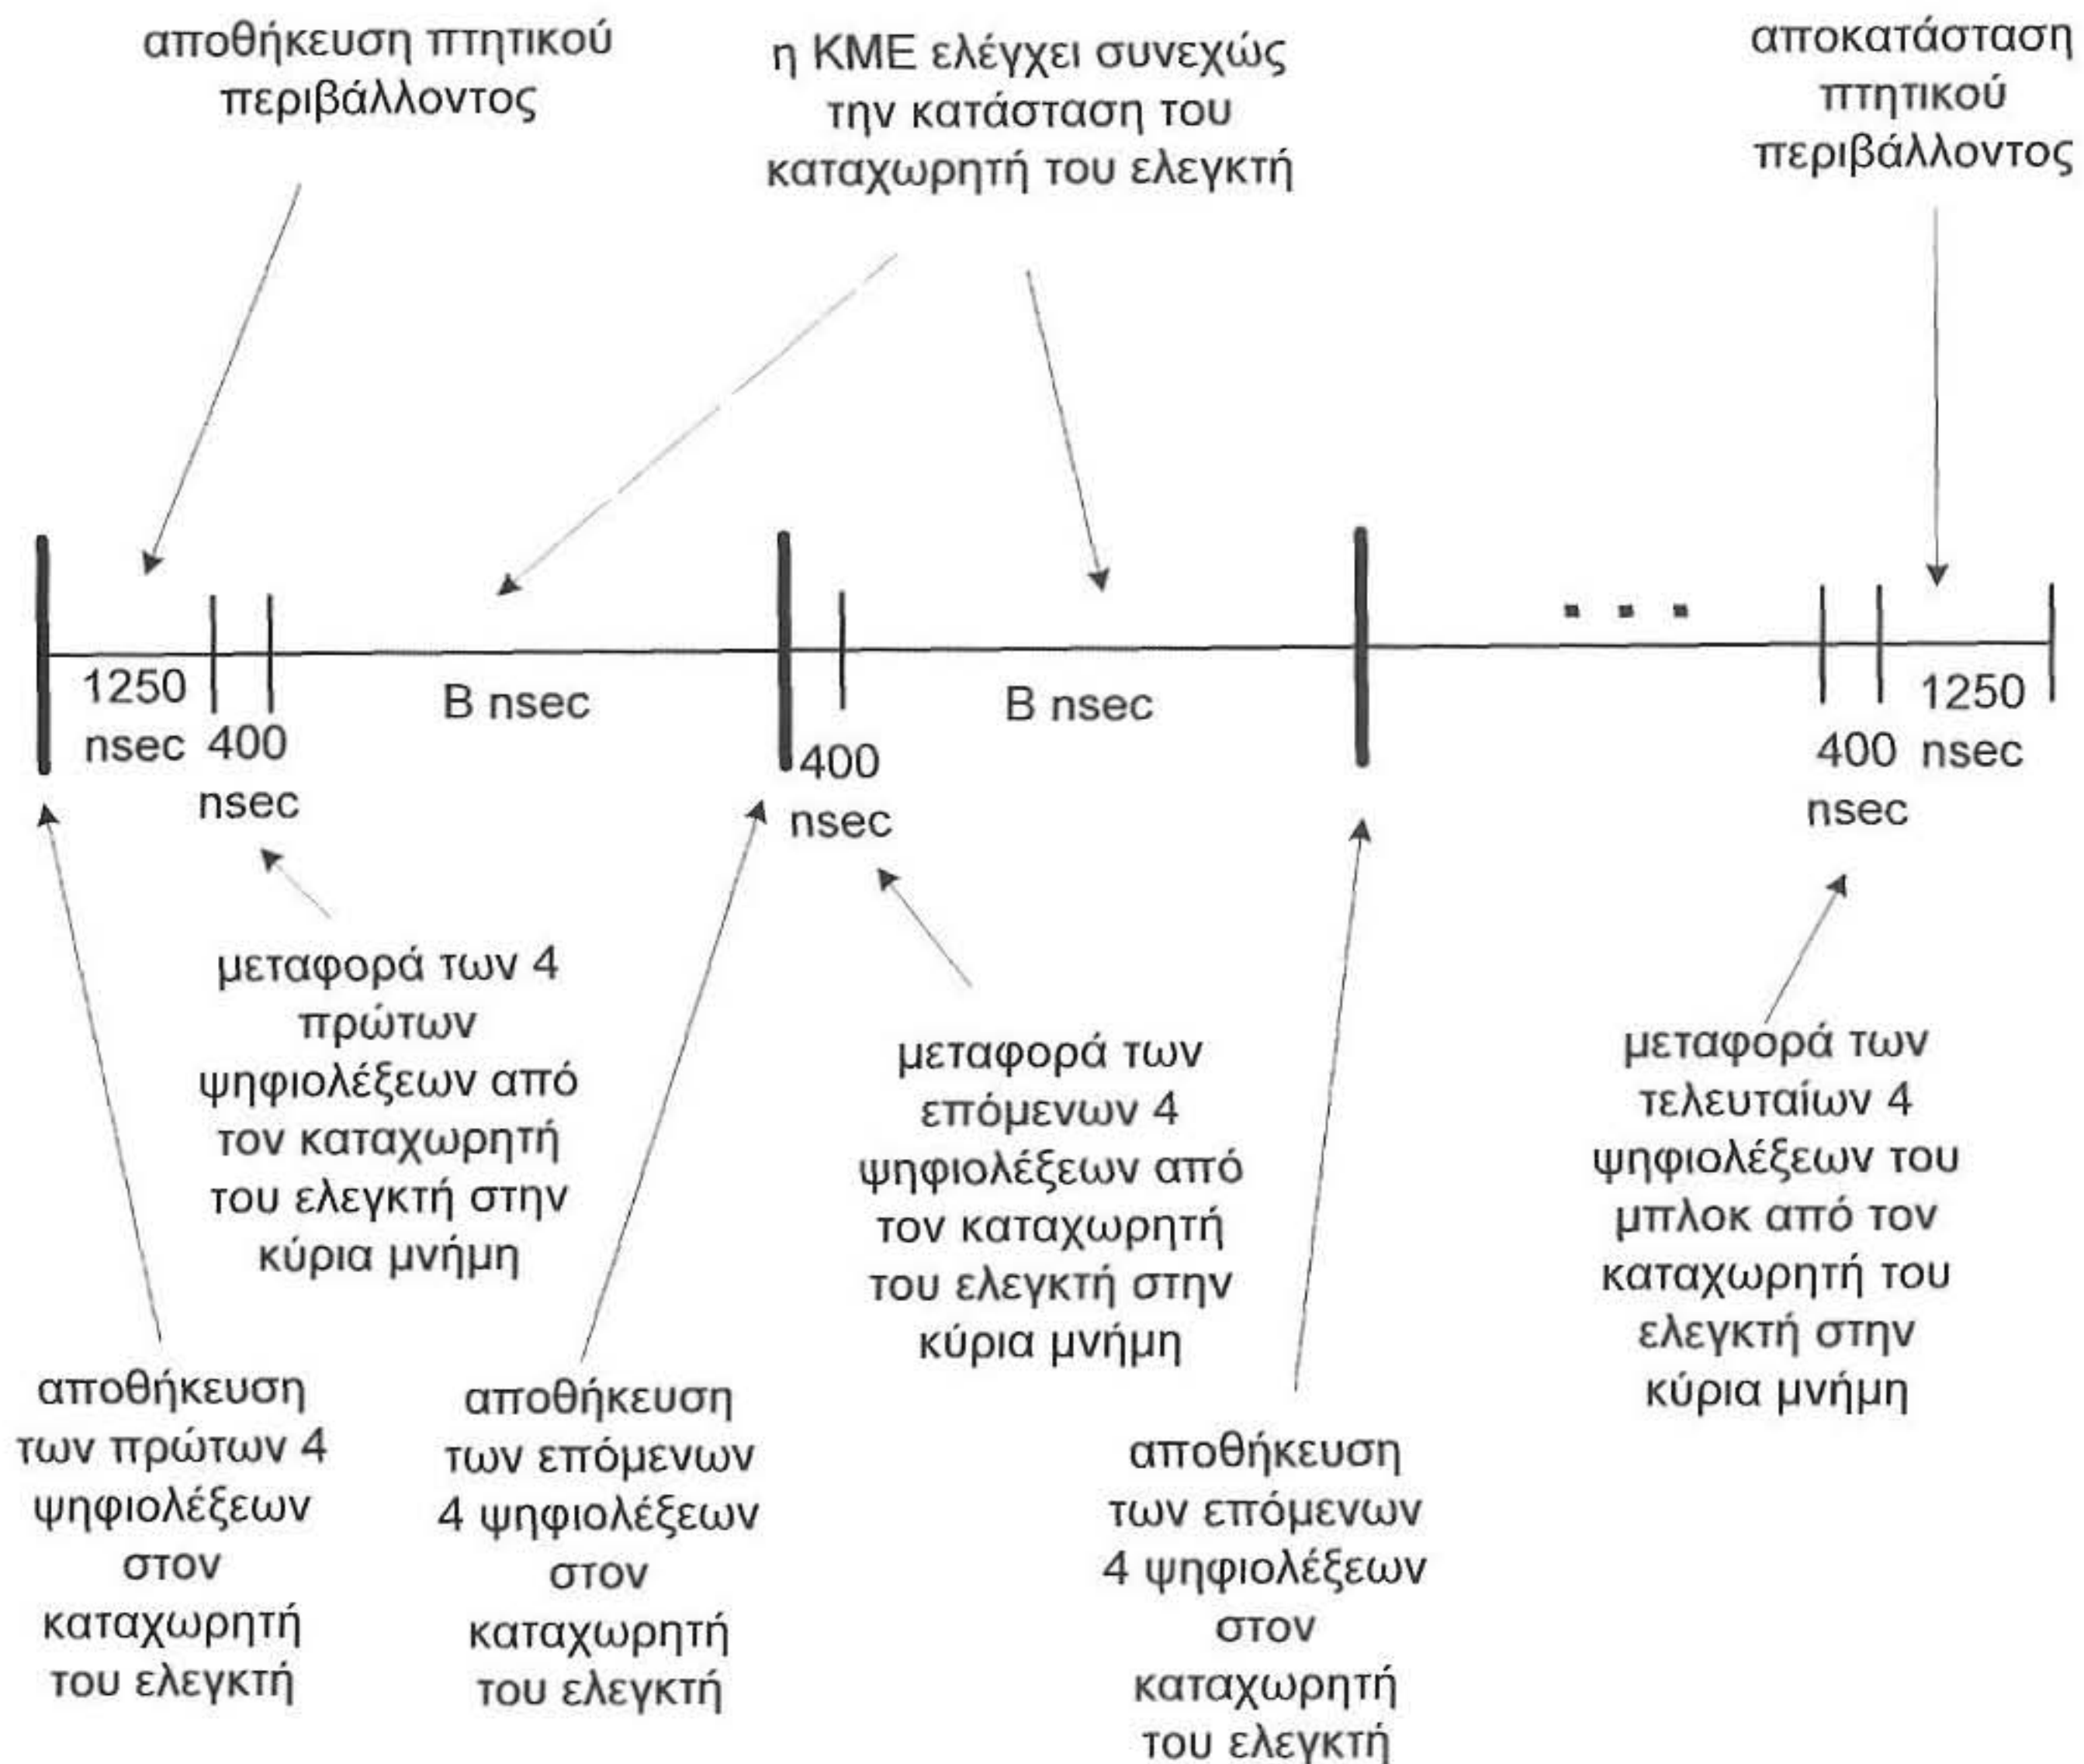 αποθήκευση πτητικού
περιβάλλοντος
η ΚΜΕ ελέγχει συνεχώς
την κατάσταση του
καταχωρητή του ελεγκτή
αποκατάσταση
πτητικού
περιβάλλοντος
1250
nsec
400
nsec
B nsec
400
nsec
B nsec
400
nsec
1250
nsec
μεταφορά των 4
πρώτων
ψηφιολέξεων από
τον καταχωρητή
του ελεγκτή στην
κύρια μνήμη
μεταφορά των
επόμενων 4
ψηφιολέξεων από
τον καταχωρητή
του ελεγκτή στην
κύρια μνήμη
μεταφορά των
τελευταίων 4
ψηφιολέξεων του
μπλοκ από τον
καταχωρητή του
ελεγκτή στην
κύρια μνήμη
αποθήκευση
των πρώτων 4
ψηφιολέξεων
στον
καταχωρητή
του ελεγκτή
αποθήκευση
των επόμενων
4 ψηφιολέξεων
στον
καταχωρητή
του ελεγκτή
αποθήκευση
των επόμενων
4 ψηφιολέξεων
στον
καταχωρητή
του ελεγκτή